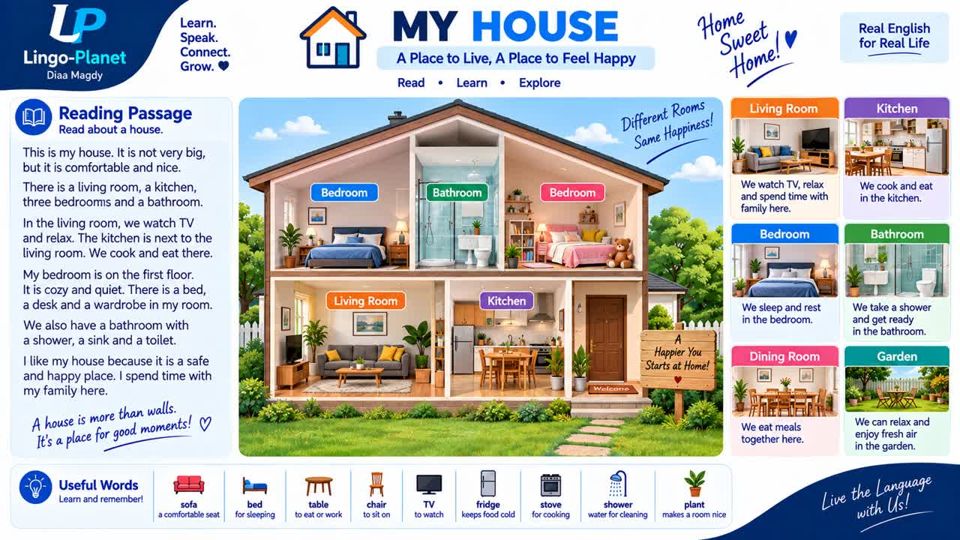 LP
Lingo-Planet
Diaa Magdy
Learn.
Speak.
Connect.
Grow.
MY HOUSE
A Place to Live, A Place to Feel Happy
Read • Learn • Explore
Home
Sweet
Home!
Real English
for Real Life
Reading Passage
Read about a house.
This is my house. It is not very big,
but it is comfortable and nice.
There is a living room, a kitchen,
three bedrooms and a bathroom.
In the living room, we watch TV
and relax. The kitchen is next to the
living room. We cook and eat there.
My bedroom is on the first floor.
It is cozy and quiet. There is a bed,
a desk and a wardrobe in my room.
We also have a bathroom with
a shower, a sink and a toilet.
I like my house because it is a safe
and happy place. I spend time with
my family here.
A house is more than walls.
It's a place for good moments!
Different Rooms
Same Happiness!
Bedroom
Bathroom
Bedroom
Living Room
Kitchen
A
Happier You
Starts at Home!
Welcome
Living Room
We watch TV, relax
and spend time with
family here.
Kitchen
We cook and eat
in the kitchen.
Bedroom
We sleep and rest
in the bedroom.
Bathroom
We take a shower
and get ready
in the bathroom.
Dining Room
We eat meals
together here.
Garden
We can relax and
enjoy fresh air
in the garden.
Useful Words
Learn and remember!
sofa
a comfortable seat
bed
for sleeping
table
to eat or work
chair
to sit on
TV
to watch
fridge
keeps food cold
stove
for cooking
shower
water for cleaning
plant
makes a room nice
Live the Language
with Us!